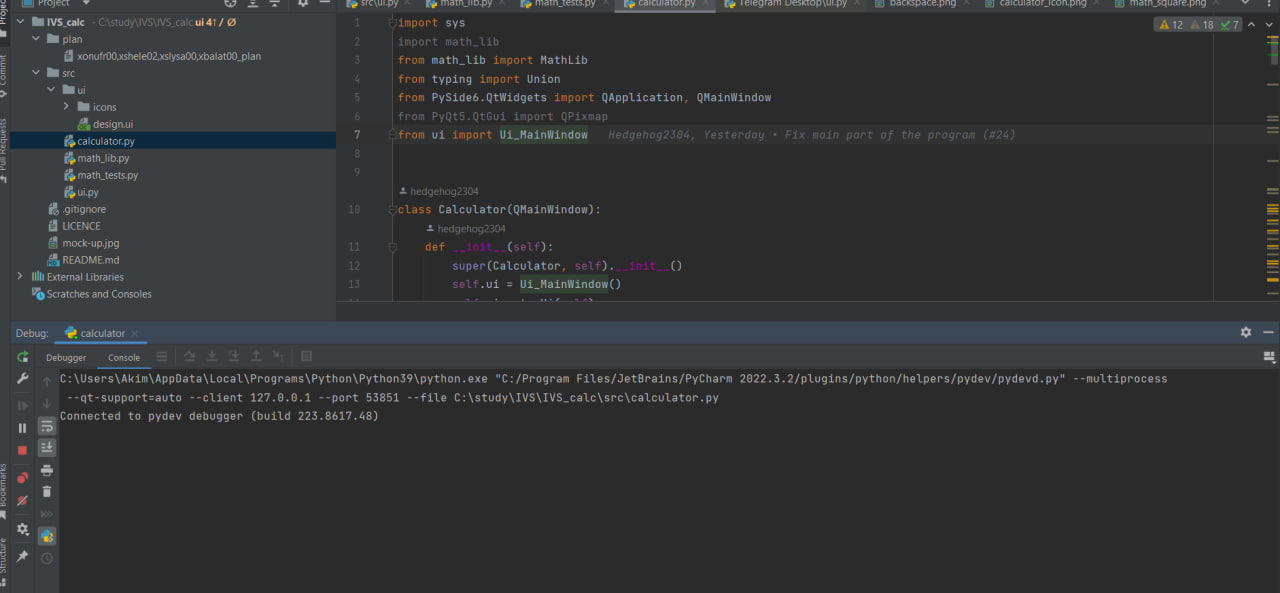 Project
src\ui.py
math_lib.py
math_tests.py
calculator.py
Telegram Desktop\ui.py
backspace.png
calculator_icon.png
math_square.png
IVS_calc - C:\study\IVS\IVS_calc ui 4↑ / Ø
plan
xonufr00,xshele02,xslysa00,xbalat00_plan
src
ui
icons
design.ui
calculator.py
math_lib.py
math_tests.py
ui.py
.gitignore
LICENCE
mock-up.jpg
README.md
External Libraries
Scratches and Consoles
Commit
Pull Requests
Bookmarks
Structure
12 18 7
1 import sys
2 import math_lib
3 from math_lib import MathLib
4 from typing import Union
5 from PySide6.QtWidgets import QApplication, QMainWindow
6 from PyQt5.QtGui import QPixmap
7 from ui import Ui_MainWindow Hedgehog2304, Yesterday • Fix main part of the program (#24)
8
9
hedgehog2304
10 class Calculator(QMainWindow):
hedgehog2304
11 def __init__(self):
12 super(Calculator, self).__init__()
13 self.ui = Ui_MainWindow()
Debug: calculator
Debugger Console
C:\Users\Akim\AppData\Local\Programs\Python\Python39\python.exe "C:/Program Files/JetBrains/PyCharm 2022.3.2/plugins/python/helpers/pydev/pydevd.py" --multiprocess
--qt-support=auto --client 127.0.0.1 --port 53851 --file C:\study\IVS\IVS_calc\src\calculator.py
Connected to pydev debugger (build 223.8617.48)